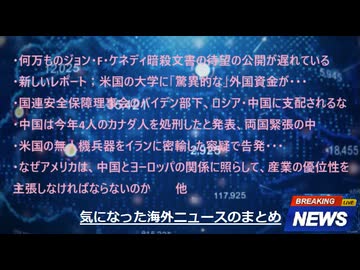 ・何万ものジョン・F・ケネディ暗殺文書の待望の公開が遅れている
・新しいレポート：米国の大学に「驚異的な」外国資金が・・・
・国連安全保障理事会のバイデン部下、ロシア・中国に支配されるな
・中国は今年4人のカナダ人を処刑したと発表、両国緊張の中
・米国の無人機兵器をイランに密輸した容疑で告発・・・
・なぜアメリカは、中国とヨーロッパの関係に照らして、産業の優位性を
主張しなければならないのか　　他
気になった海外ニュースのまとめ
BREAKING LIVE
NEWS
117,925